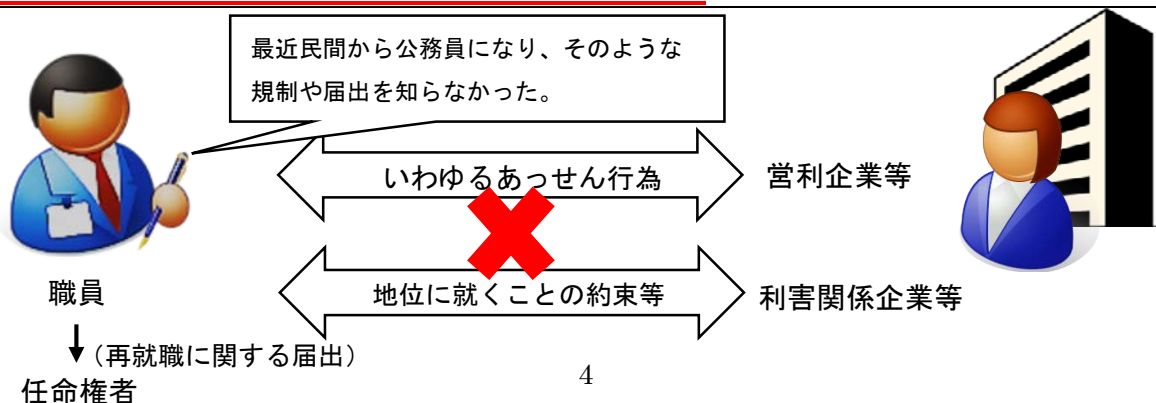 最近民間から公務員になり、そのような
規制や届出を知らなかった。
いわゆるあっせん行為
営利企業等
職員
地位に就くことの約束等
利害関係企業等
（再就職に関する届出）
任命権者
4